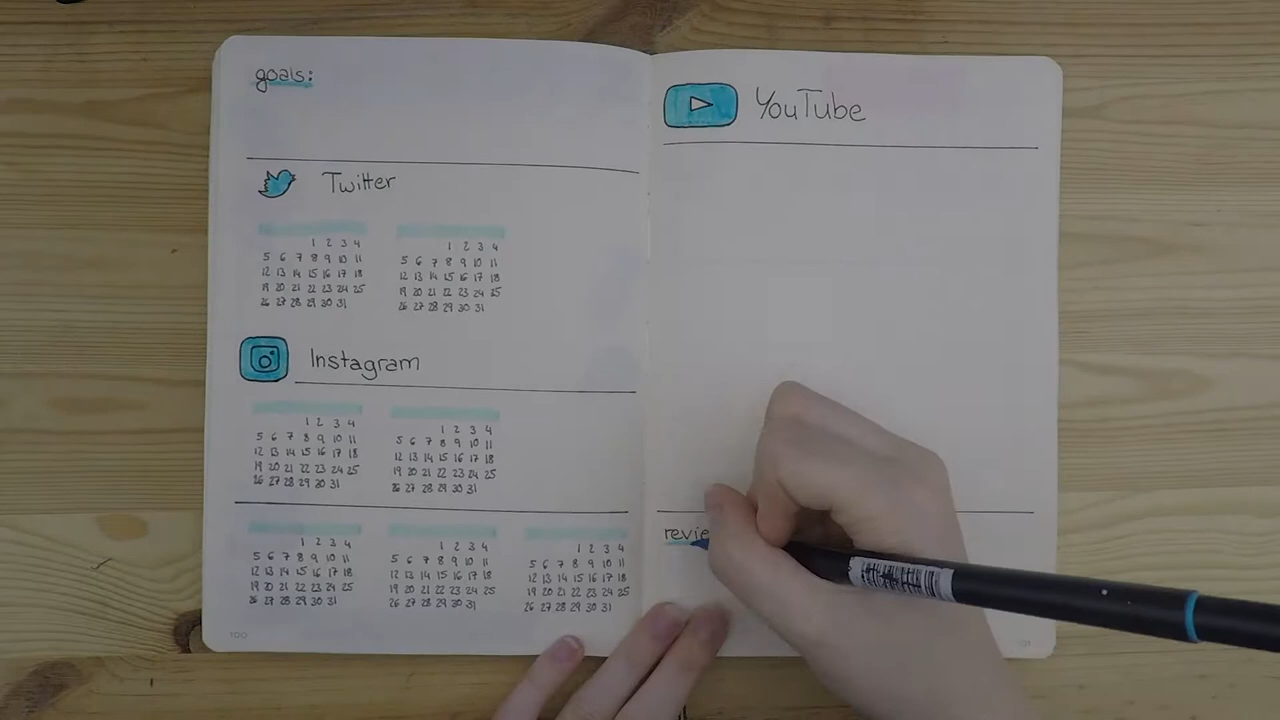 goals:
Twitter
1 2 3 4 1 2 3 4
5 6 7 8 9 10 11 5 6 7 8 9 10 11
12 13 14 15 16 17 18 12 13 14 15 16 17 18
19 20 21 22 23 24 25 19 20 21 22 23 24 25
26 27 28 29 30 31 26 27 28 29 30 31
Instagram
1 2 3 4 1 2 3 4
5 6 7 8 9 10 11 5 6 7 8 9 10 11
12 13 14 15 16 17 18 12 13 14 15 16 17 18
19 20 21 22 23 24 25 19 20 21 22 23 24 25
26 27 28 29 30 31 26 27 28 29 30 31
1 2 3 4 1 2 3 4 1 2 3 4
5 6 7 8 9 10 11 5 6 7 8 9 10 11 5 6 7 8 9 10 11
12 13 14 15 16 17 18 12 13 14 15 16 17 18 12 13 14 15 16 17 18
19 20 21 22 23 24 25 19 20 21 22 23 24 25 19 20 21 22 23 24 25
26 27 28 29 30 31 26 27 28 29 30 31 26 27 28 29 30 31
100
YouTube
revie